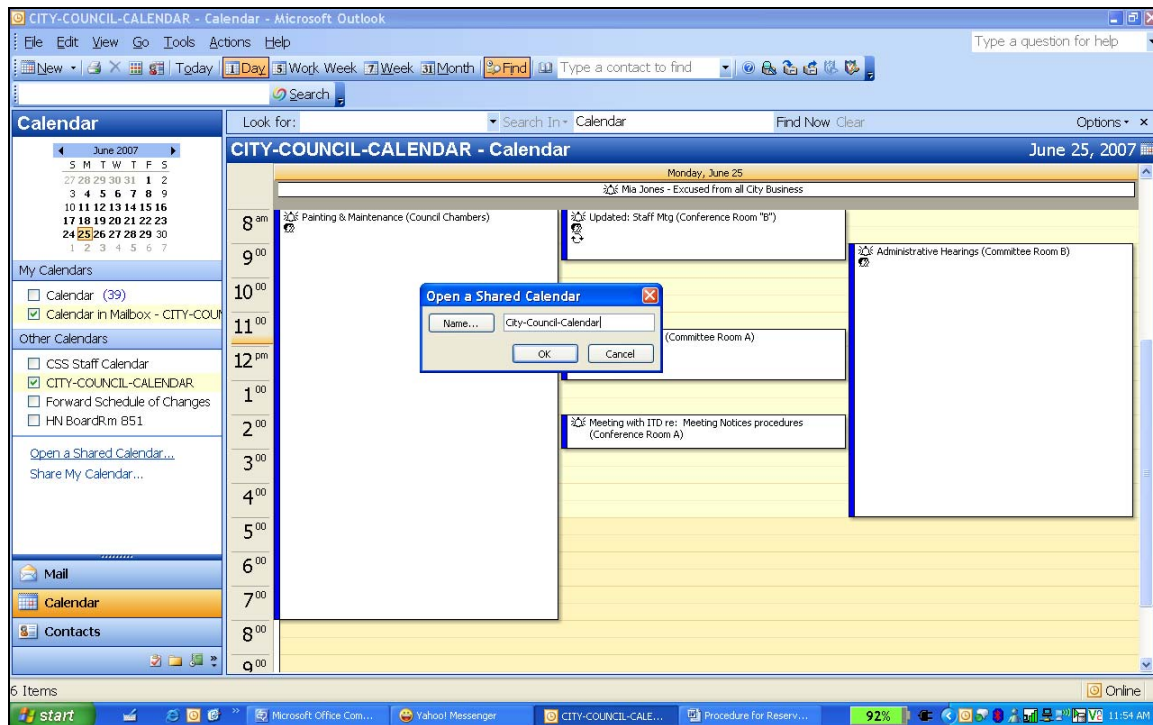 CITY-COUNCIL-CALENDAR - Calendar - Microsoft Outlook
File Edit View Go Tools Actions Help
Type a question for help
New Today 1 Day 5 Work Week 7 Week 31 Month Find Type a contact to find
Search
Calendar
Look for: Search In Calendar Find Now Clear Options
June 2007
S M T W T F S
27 28 29 30 31 1 2
3 4 5 6 7 8 9
10 11 12 13 14 15 16
17 18 19 20 21 22 23
24 25 26 27 28 29 30
1 2 3 4 5 6 7
My Calendars
Calendar (39)
Calendar in Mailbox - CITY-COUN
Other Calendars
CSS Staff Calendar
CITY-COUNCIL-CALENDAR
Forward Schedule of Changes
HN BoardRm 851
Open a Shared Calendar...
Share My Calendar...
Mail
Calendar
Contacts
CITY-COUNCIL-CALENDAR - Calendar
June 25, 2007
Monday, June 25
Mia Jones - Excused from all City Business
8 am
9 00
10 00
11 00
12 pm
1 00
2 00
3 00
4 00
5 00
6 00
7 00
8 00
9 00
Painting & Maintenance (Council Chambers)
Updated: Staff Mtg (Conference Room "B")
Administrative Hearings (Committee Room B)
(Committee Room A)
Meeting with ITD re: Meeting Notices procedures
(Conference Room A)
Open a Shared Calendar
Name... City-Council-Calendar
OK Cancel
6 Items
Online
start
Microsoft Office Com...
Yahoo! Messenger
CITY-COUNCIL-CALE...
Procedure for Reserv...
92%
11:54 AM